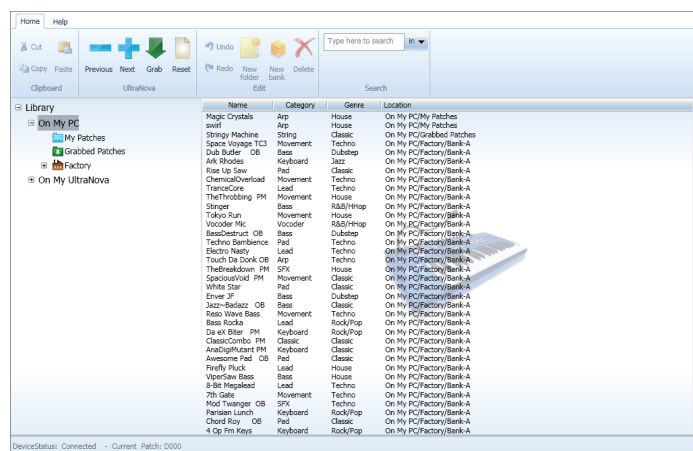 Home Help
Cut
Copy Paste
Clipboard
Previous Next Grab Reset
UltraNova
Undo
Redo New folder New bank Delete
Edit
Type here to search in
Search
Library
On My PC
My Patches
Grabbed Patches
Factory
On My UltraNova
Name Category Genre Location
Magic Crystals Arp House On My PC/My Patches
swirl Arp House On My PC/My Patches
Stringy Machine String Classic On My PC/Grabbed Patches
Space Voyage TC3 Movement Techno On My PC/Factory/Bank-A
Dub Butler OB Bass Dubstep On My PC/Factory/Bank-A
Ark Rhodes Keyboard Jazz On My PC/Factory/Bank-A
Rise Up Saw Pad Classic On My PC/Factory/Bank-A
ChemicalOverload Movement Techno On My PC/Factory/Bank-A
TranceCore Lead Techno On My PC/Factory/Bank-A
TheThrobbing PM Movement House On My PC/Factory/Bank-A
Stinger Bass R&B/HHop On My PC/Factory/Bank-A
Tokyo Run Movement House On My PC/Factory/Bank-A
Vocoder Mic Vocoder R&B/HHop On My PC/Factory/Bank-A
BassDestruct OB Bass Dubstep On My PC/Factory/Bank-A
Techno Bambience Pad Techno On My PC/Factory/Bank-A
Electro Nasty Lead Techno On My PC/Factory/Bank-A
Touch Da Donk OB Arp Techno On My PC/Factory/Bank-A
TheBreakdown PM SFX House On My PC/Factory/Bank-A
SpaciousVoid PM Movement Classic On My PC/Factory/Bank-A
White Star Pad Classic On My PC/Factory/Bank-A
Enver JF Bass Dubstep On My PC/Factory/Bank-A
Jazz~Badazz OB Bass Classic On My PC/Factory/Bank-A
Reso Wave Bass Movement Techno On My PC/Factory/Bank-A
Bass Rocka Lead Rock/Pop On My PC/Factory/Bank-A
Da eX Biter PM Keyboard Rock/Pop On My PC/Factory/Bank-A
ClassicCombo PM Classic Classic On My PC/Factory/Bank-A
AnaDigiMutant PM Keyboard Classic On My PC/Factory/Bank-A
Awesome Pad OB Pad Classic On My PC/Factory/Bank-A
Firefly Pluck Lead House On My PC/Factory/Bank-A
ViperSaw Bass Bass House On My PC/Factory/Bank-A
8-Bit Megalead Lead Techno On My PC/Factory/Bank-A
7th Gate Movement Techno On My PC/Factory/Bank-A
Mod Twanger OB SFX Techno On My PC/Factory/Bank-A
Parisian Lunch Keyboard Rock/Pop On My PC/Factory/Bank-A
Chord Roy OB Pad Classic On My PC/Factory/Bank-A
4 Op Fm Keys Keyboard Rock/Pop On My PC/Factory/Bank-A
DeviceStatus: Connected - Current Patch: D000